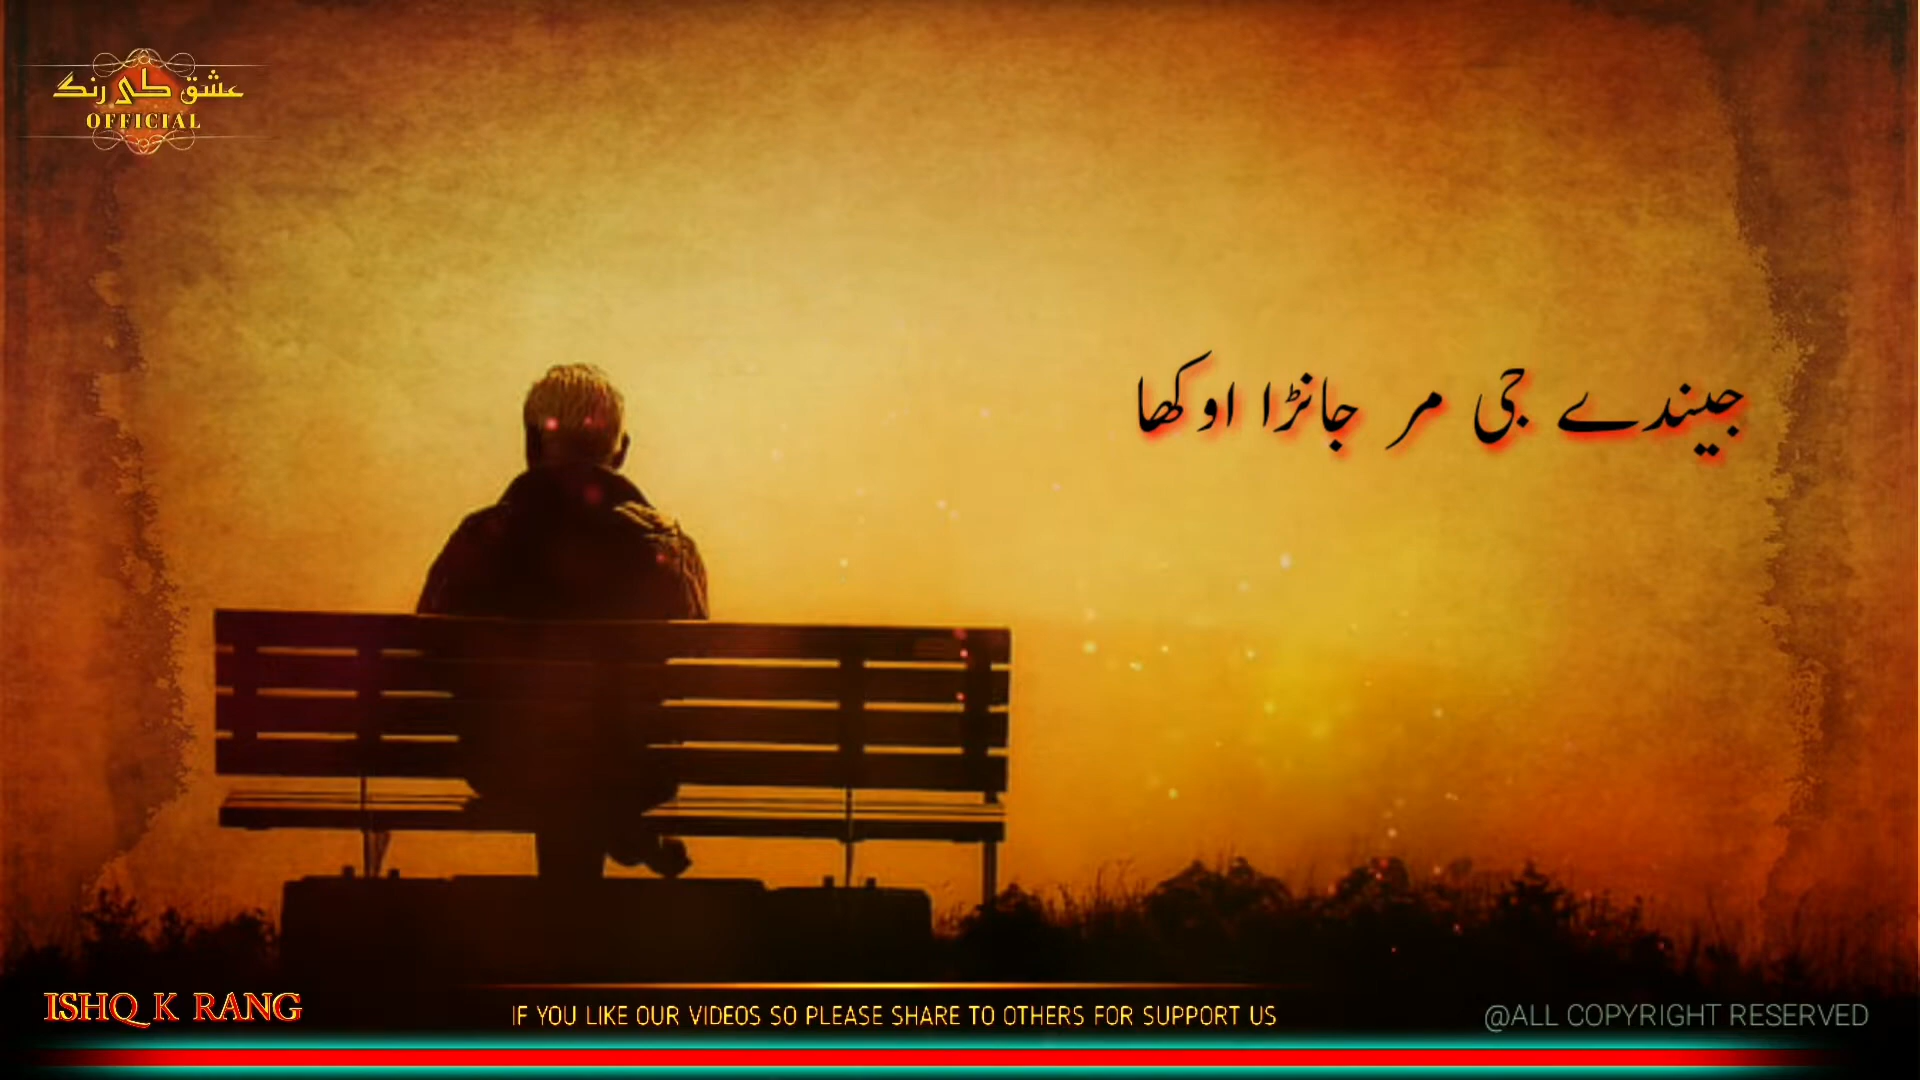 عشق کے رنگ
OFFICIAL
جیندے جی مر جانڑا اوکھا
ISHQ K RANG
IF YOU LIKE OUR VIDEOS SO PLEASE SHARE TO OTHERS FOR SUPPORT US
@ALL COPYRIGHT RESERVED